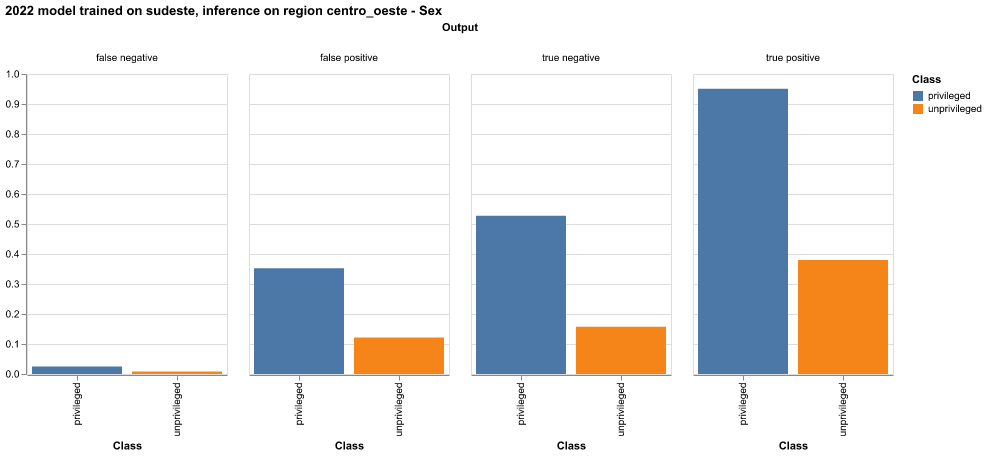 2022 model trained on sudeste, inference on region centro_oeste - Sex
Output
false negative
false positive
true negative
true positive
1.0
0.9
0.8
0.7
0.6
0.5
0.4
0.3
0.2
0.1
0.0
privileged
unprivileged
privileged
unprivileged
privileged
unprivileged
privileged
unprivileged
Class
Class
Class
Class
Class
privileged
unprivileged